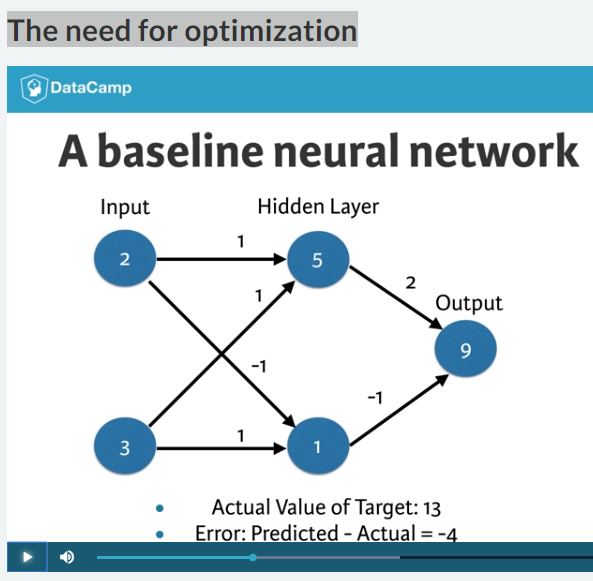 The need for optimization
DataCamp
A baseline neural network
Input Hidden Layer
1
2 5
2
1 Output
9
-1
-1
1
3 1
• Actual Value of Target: 13
• Error: Predicted - Actual = -4